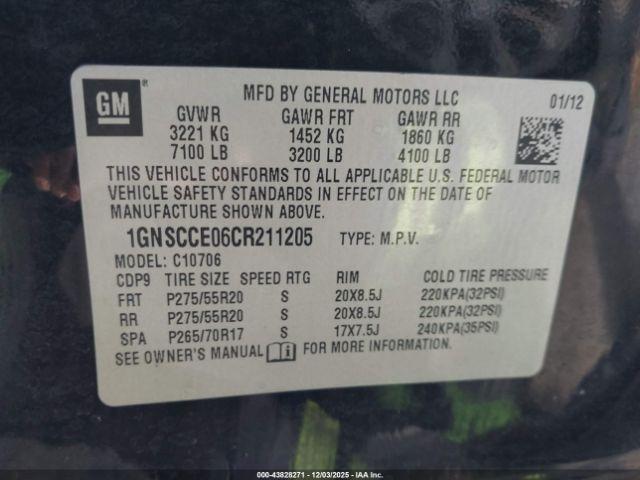 GM®
MFD BY GENERAL MOTORS LLC 01/12
GVWR GAWR FRT GAWR RR
3221 KG 1452 KG 1860 KG
7100 LB 3200 LB 4100 LB
THIS VEHICLE CONFORMS TO ALL APPLICABLE U.S. FEDERAL MOTOR
VEHICLE SAFETY STANDARDS IN EFFECT ON THE DATE OF
MANUFACTURE SHOWN ABOVE.
1GNSCCE06CR211205 TYPE: M.P.V.
MODEL: C10706
CDP9 TIRE SIZE SPEED RTG RIM COLD TIRE PRESSURE
FRT P275/55R20 S 20X8.5J 220KPA(32PSI)
RR P275/55R20 S 20X8.5J 220KPA(32PSI)
SPA P265/70R17 S 17X7.5J 240KPA(35PSI)
SEE OWNER'S MANUAL FOR MORE INFORMATION.
000-43828271 - 12/03/2025 - IAA Inc.